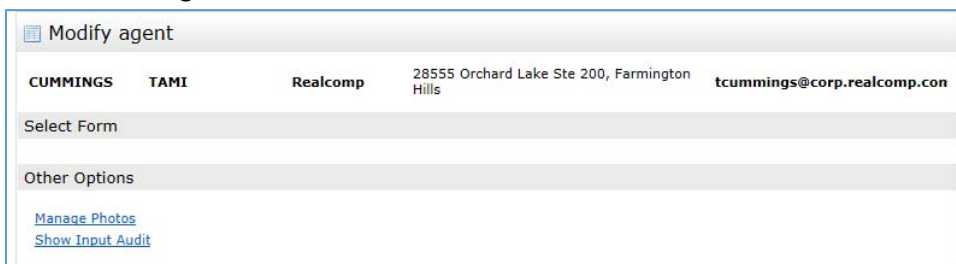 Modify agent
CUMMINGS TAMI Realcomp 28555 Orchard Lake Ste 200, Farmington
Hills tcummings@corp.realcomp.com
Select Form
Other Options
Manage Photos
Show Input Audit